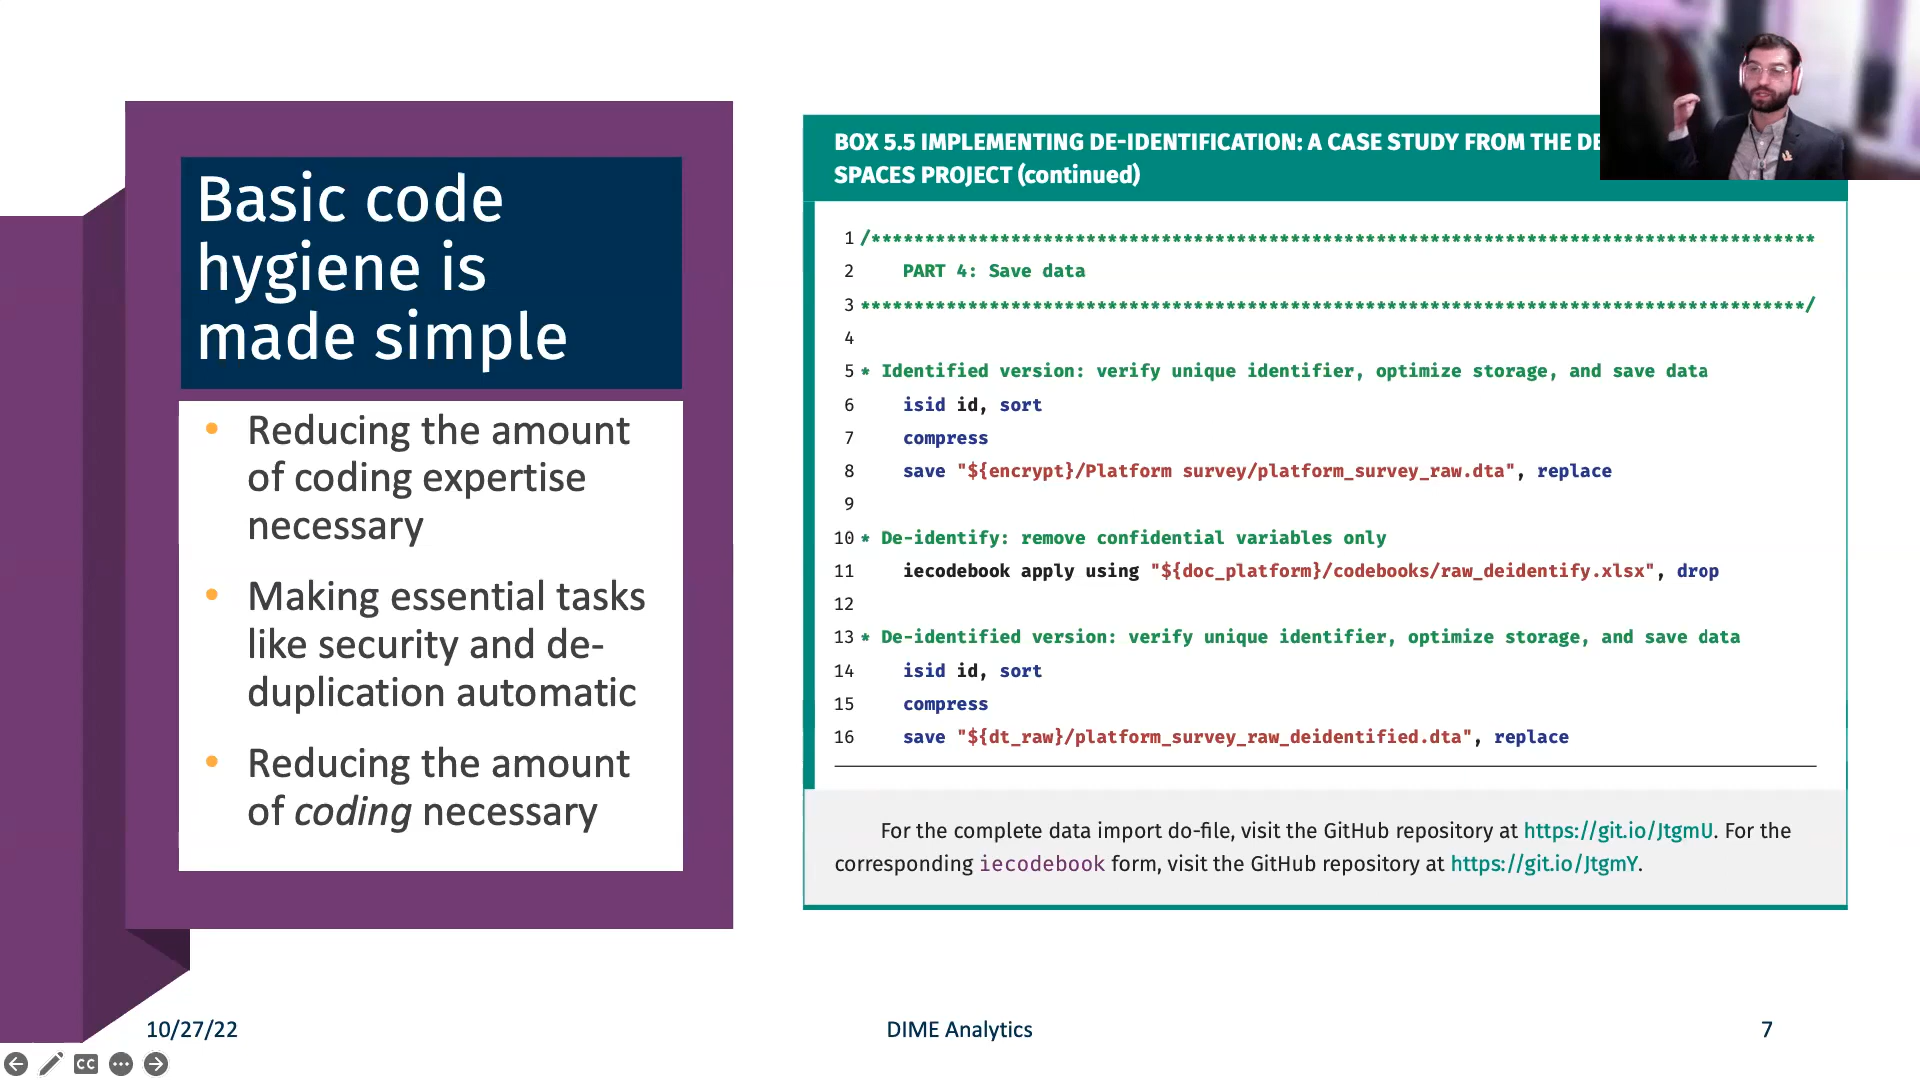 Basic code
hygiene is
made simple
• Reducing the amount
of coding expertise
necessary
• Making essential tasks
like security and de-
duplication automatic
• Reducing the amount
of coding necessary
BOX 5.5 IMPLEMENTING DE-IDENTIFICATION: A CASE STUDY FROM THE
SPACES PROJECT (continued)
1 /****************************************************************************************
2 PART 4: Save data
3 ****************************************************************************************/
4
5 * Identified version: verify unique identifier, optimize storage, and save data
6 isid id, sort
7 compress
8 save "${encrypt}/Platform survey/platform_survey_raw.dta", replace
9
10 * De-identify: remove confidential variables only
11 iecodebook apply using "${doc_platform}/codebooks/raw_deidentify.xlsx", drop
12
13 * De-identified version: verify unique identifier, optimize storage, and save data
14 isid id, sort
15 compress
16 save "${dt_raw}/platform_survey_raw_deidentified.dta", replace
For the complete data import do-file, visit the GitHub repository at https://git.io/JtgmU. For the
corresponding iecodebook form, visit the GitHub repository at https://git.io/JtgmY.
10/27/22
DIME Analytics
7
CC